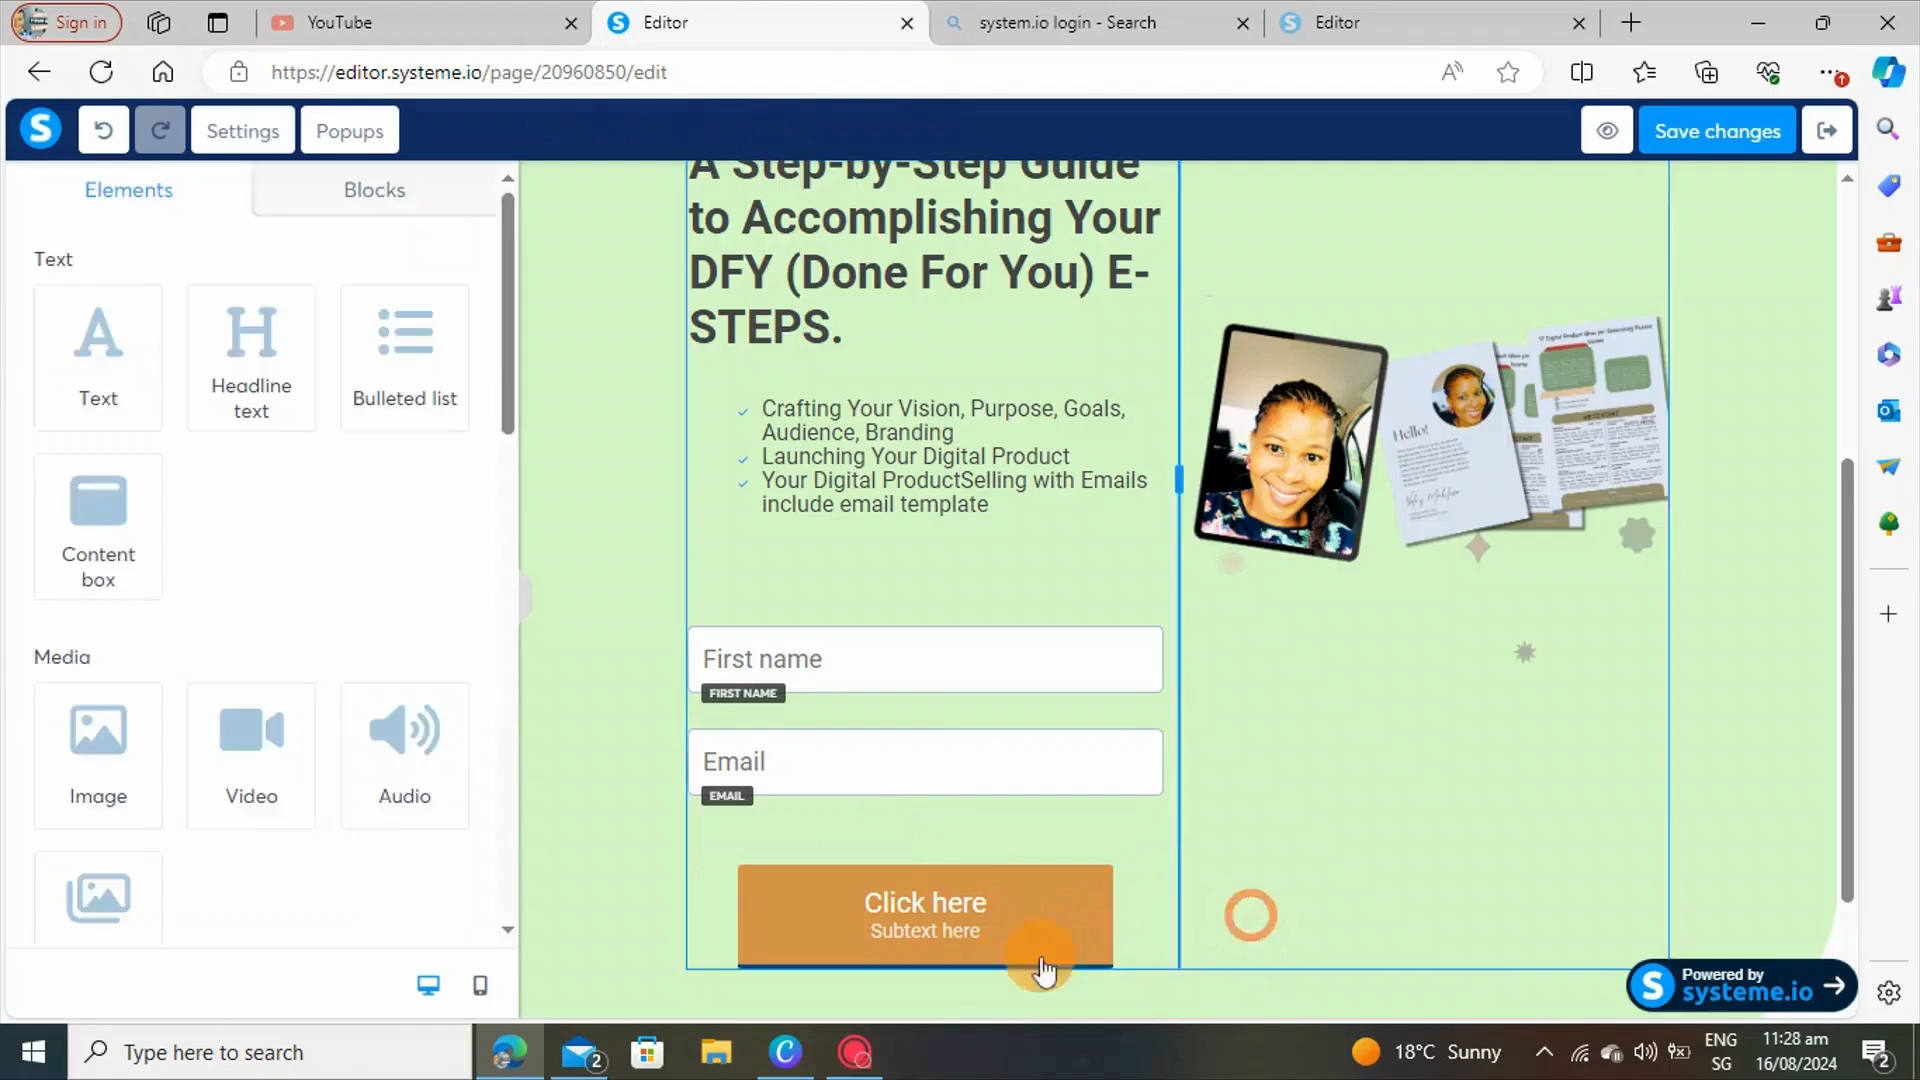 Sign in
YouTube
Editor
system.io login - Search
Editor
https://editor.systeme.io/page/20960850/edit
Settings
Popups
Save changes
Elements
Blocks
Text
Text
Headline
text
Bulleted list
Content
box
Media
Image
Video
Audio
A Step-by-Step Guide
to Accomplishing Your
DFY (Done For You) E-
STEPS.
Crafting Your Vision, Purpose, Goals,
Audience, Branding
Launching Your Digital Product
Your Digital ProductSelling with Emails
include email template
Hello!
First name
FIRST NAME
Email
EMAIL
Click here
Subtext here
Powered by
systeme.io
Type here to search
2
18°C Sunny
ENG
SG
11:28 am
16/08/2024
2